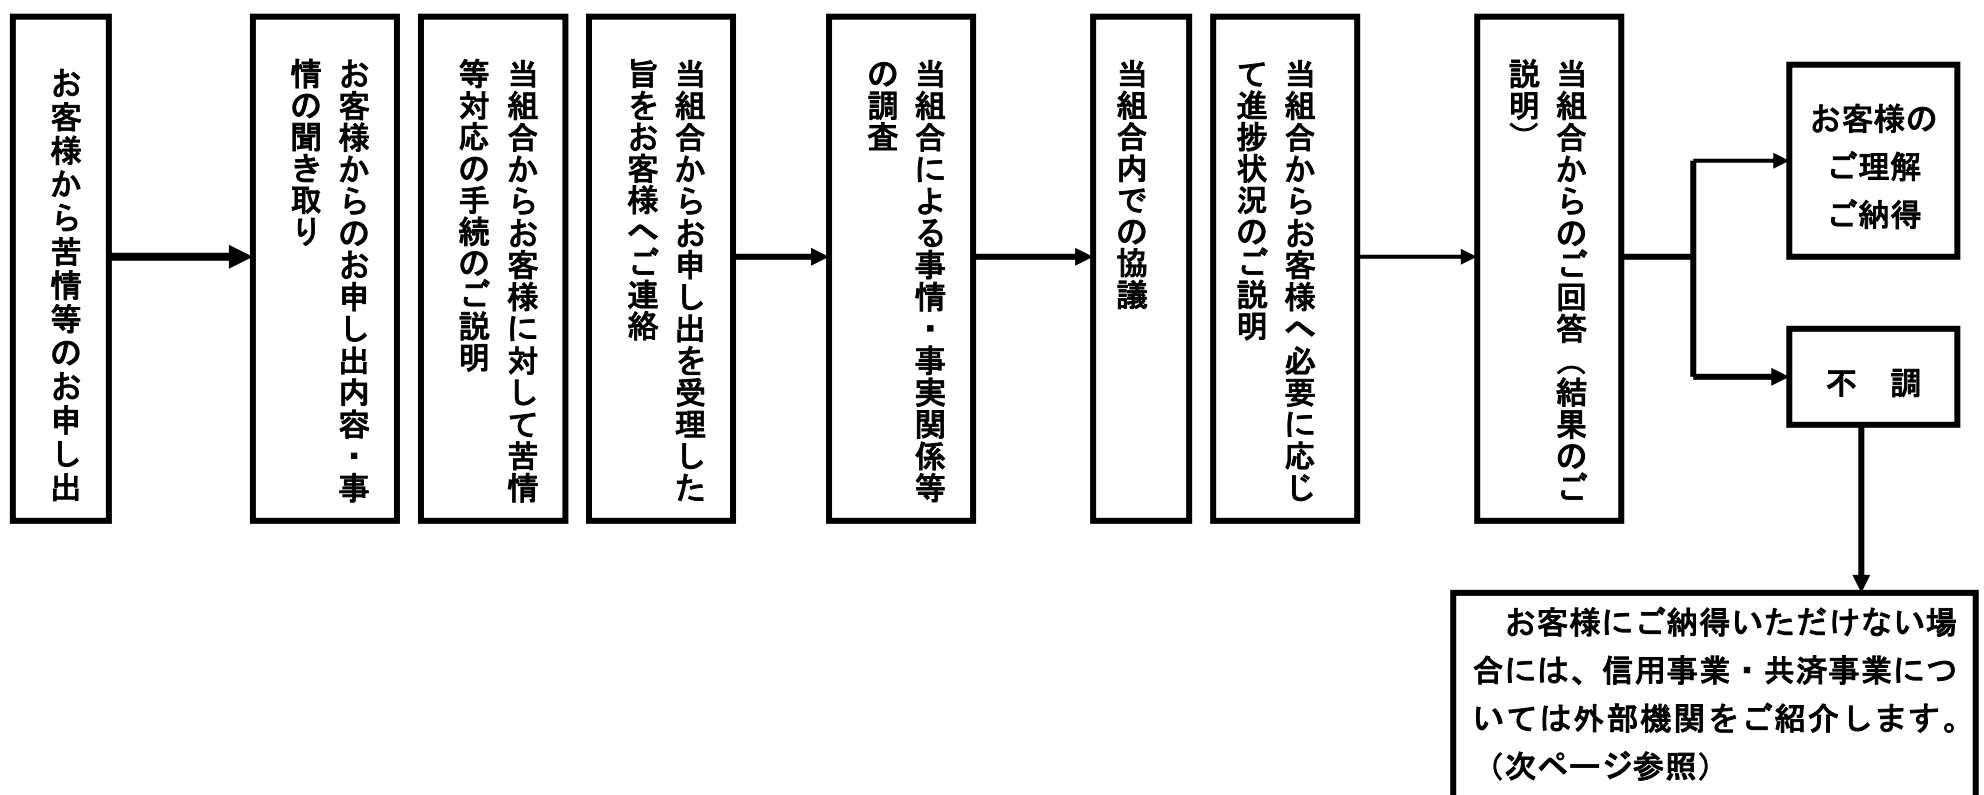 お客様から苦情等のお申し出
お客様からのお申し出内容・事
情の聞き取り
当組合からお客様に対して苦情
等対応の手続のご説明
当組合からお申し出を受理した
旨をお客様へご連絡
当組合による事情・事実関係等
の調査
当組合内での協議
当組合からお客様へ必要に応じ
て進捗状況のご説明
当組合からのご回答（結果のご
説明）
お客様の
ご理解
ご納得
不　調
お客様にご納得いただけない場
合には、信用事業・共済事業につ
いては外部機関をご紹介します。
（次ページ参照）